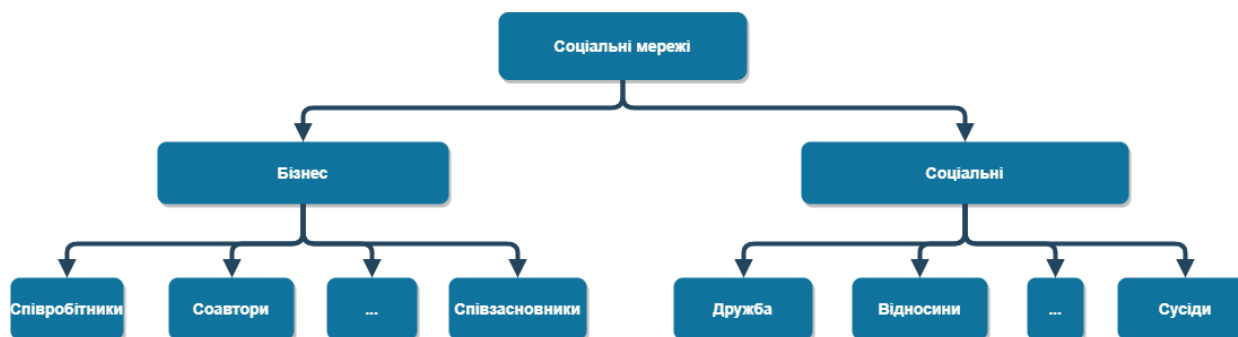 Соціальні мережі
Бізнес
Соціальні
Співробітники
Соавтори
...
Співзасновники
Дружба
Відносини
...
Сусіди